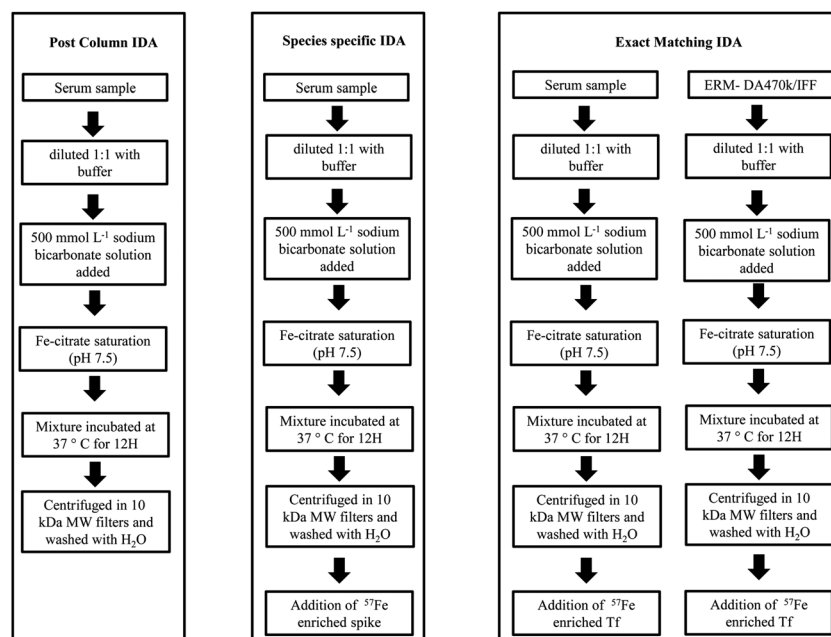 Post Column IDA
Serum sample
diluted 1:1 with
buffer
500 mmol L⁻¹ sodium
bicarbonate solution
added
Fe-citrate saturation
(pH 7.5)
Mixture incubated at
37 ° C for 12H
Centrifuged in 10
kDa MW filters and
washed with H₂O
Species specific IDA
Serum sample
diluted 1:1 with
buffer
500 mmol L⁻¹ sodium
bicarbonate solution
added
Fe-citrate saturation
(pH 7.5)
Mixture incubated at
37 ° C for 12H
Centrifuged in 10
kDa MW filters and
washed with H₂O
Addition of ⁵⁷Fe
enriched spike
Exact Matching IDA
Serum sample
diluted 1:1 with
buffer
500 mmol L⁻¹ sodium
bicarbonate solution
added
Fe-citrate saturation
(pH 7.5)
Mixture incubated at
37 ° C for 12H
Centrifuged in 10
kDa MW filters and
washed with H₂O
Addition of ⁵⁷Fe
enriched Tf
ERM- DA470k/IFF
diluted 1:1 with
buffer
500 mmol L⁻¹ sodium
bicarbonate solution
added
Fe-citrate saturation
(pH 7.5)
Mixture incubated at
37 ° C for 12H
Centrifuged in 10
kDa MW filters and
washed with H₂O
Addition of ⁵⁷Fe
enriched Tf